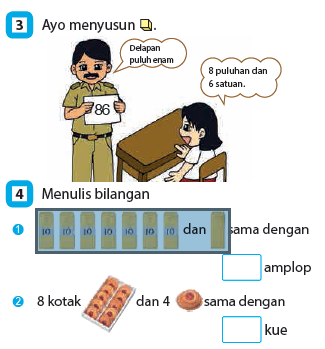 3 Ayo menyusun
Delapan
puluh enam
86
8 puluhan dan
6 satuan.
4 Menulis bilangan
1 10 10 10 10 10 10 10 dan sama dengan
amplop
2 8 kotak dan 4 sama dengan
kue